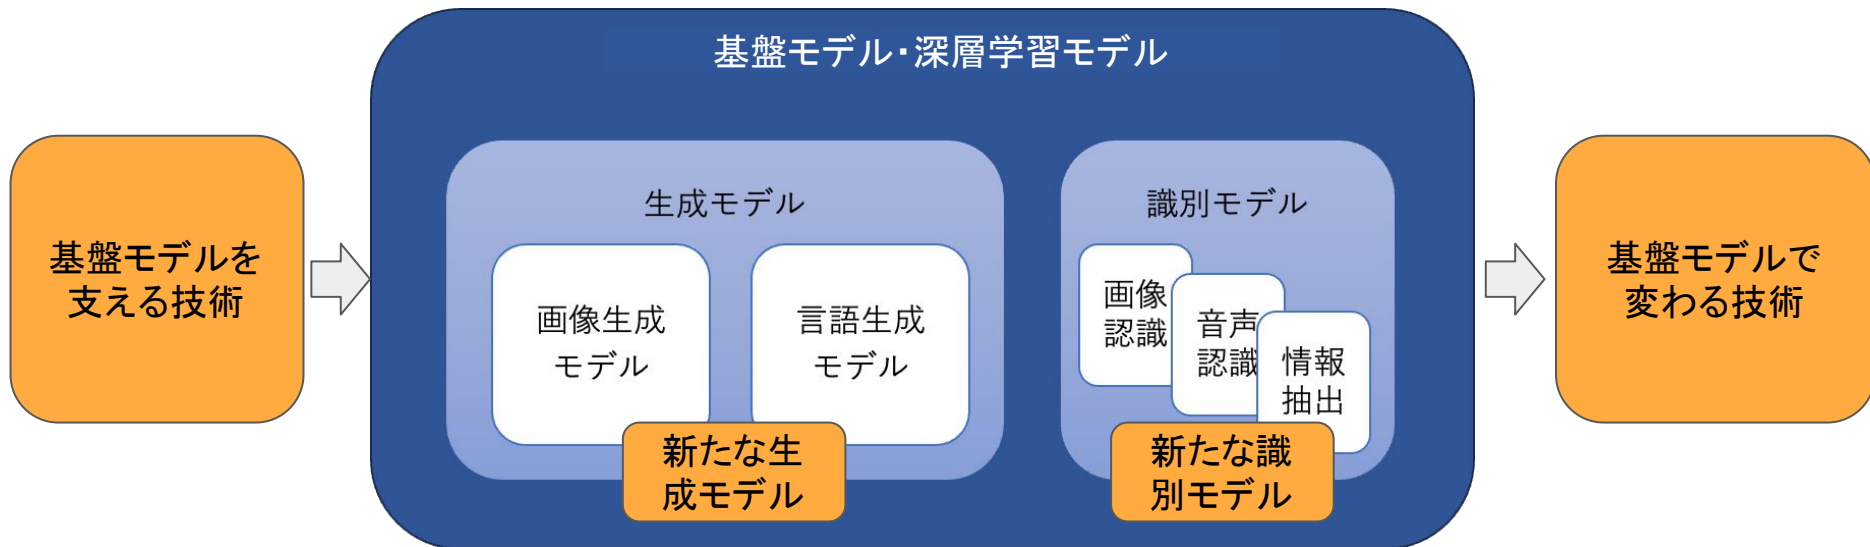 基盤モデル・深層学習モデル
基盤モデルを
支える技術
生成モデル
画像生成
モデル
言語生成
モデル
新たな生
成モデル
識別モデル
画像
認識
音声
認識
情報
抽出
新たな識
別モデル
基盤モデルで
変わる技術